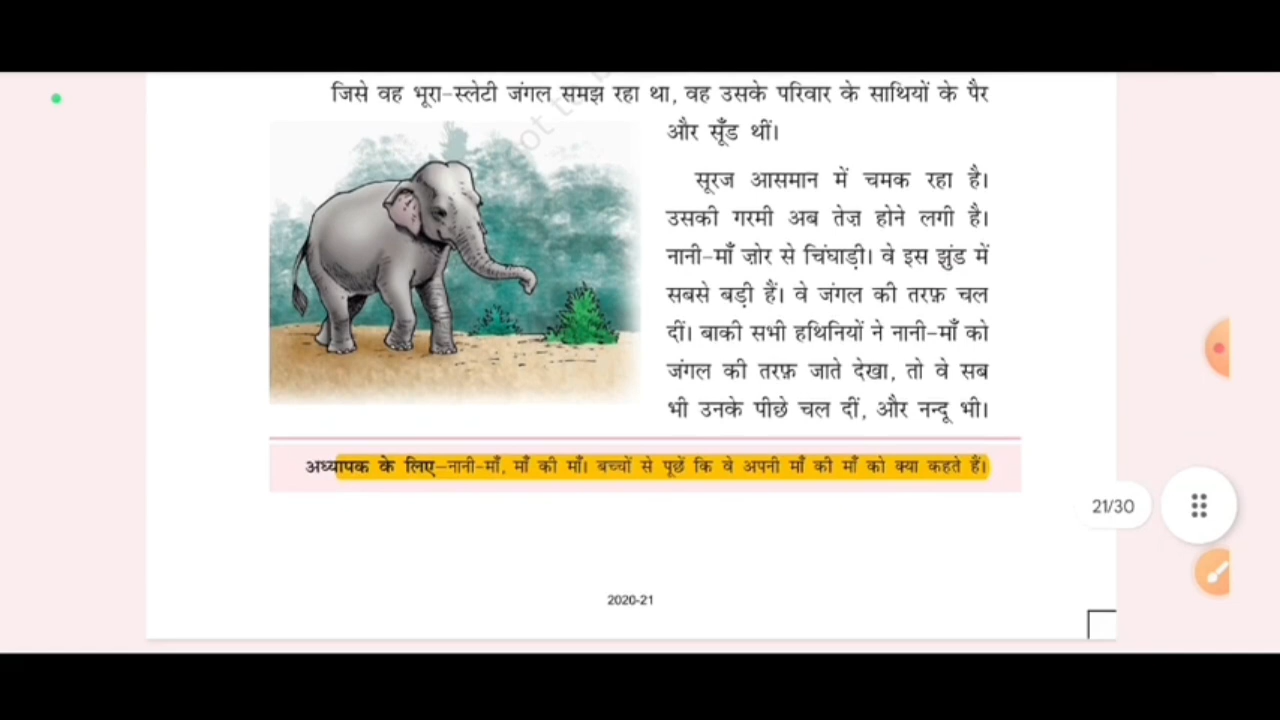 जिसे वह भूरा-स्लेटी जंगल समझ रहा था, वह उसके परिवार के साथियों के पैर
और सूँड थीं।
सूरज आसमान में चमक रहा है।
उसकी गरमी अब तेज़ होने लगी है।
नानी-माँ ज़ोर से चिंघाड़ी। वे इस झुंड में
सबसे बड़ी हैं। वे जंगल की तरफ़ चल
दीं। बाकी सभी हथिनियों ने नानी-माँ को
जंगल की तरफ़ जाते देखा, तो वे सब
भी उनके पीछे चल दीं, और नन्दू भी।
अध्यापक के लिए–नानी-माँ, माँ की माँ। बच्चों से पूछें कि वे अपनी माँ की माँ को क्या कहते हैं।
21/30
2020-21